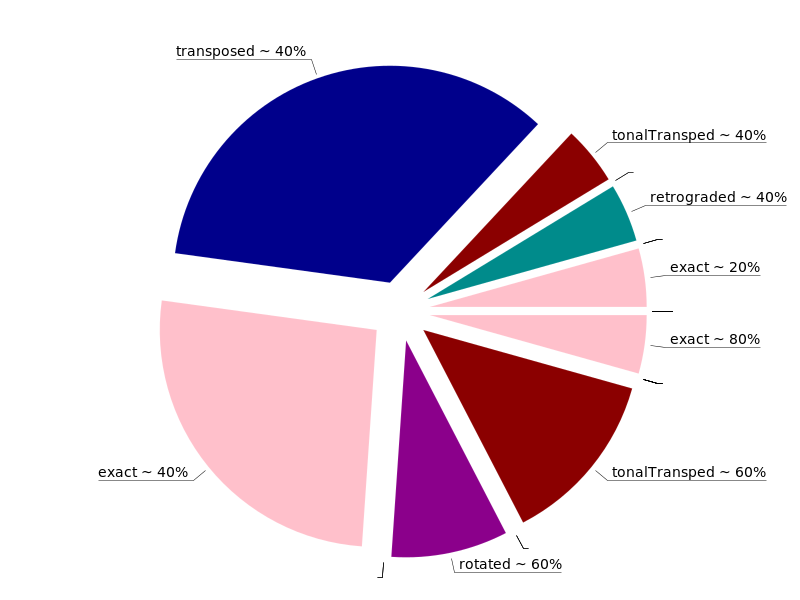 transposed ~ 40%
tonalTransped ~ 40%
retrograded ~ 40%
exact ~ 20%
exact ~ 80%
exact ~ 40%
tonalTransped ~ 60%
rotated ~ 60%